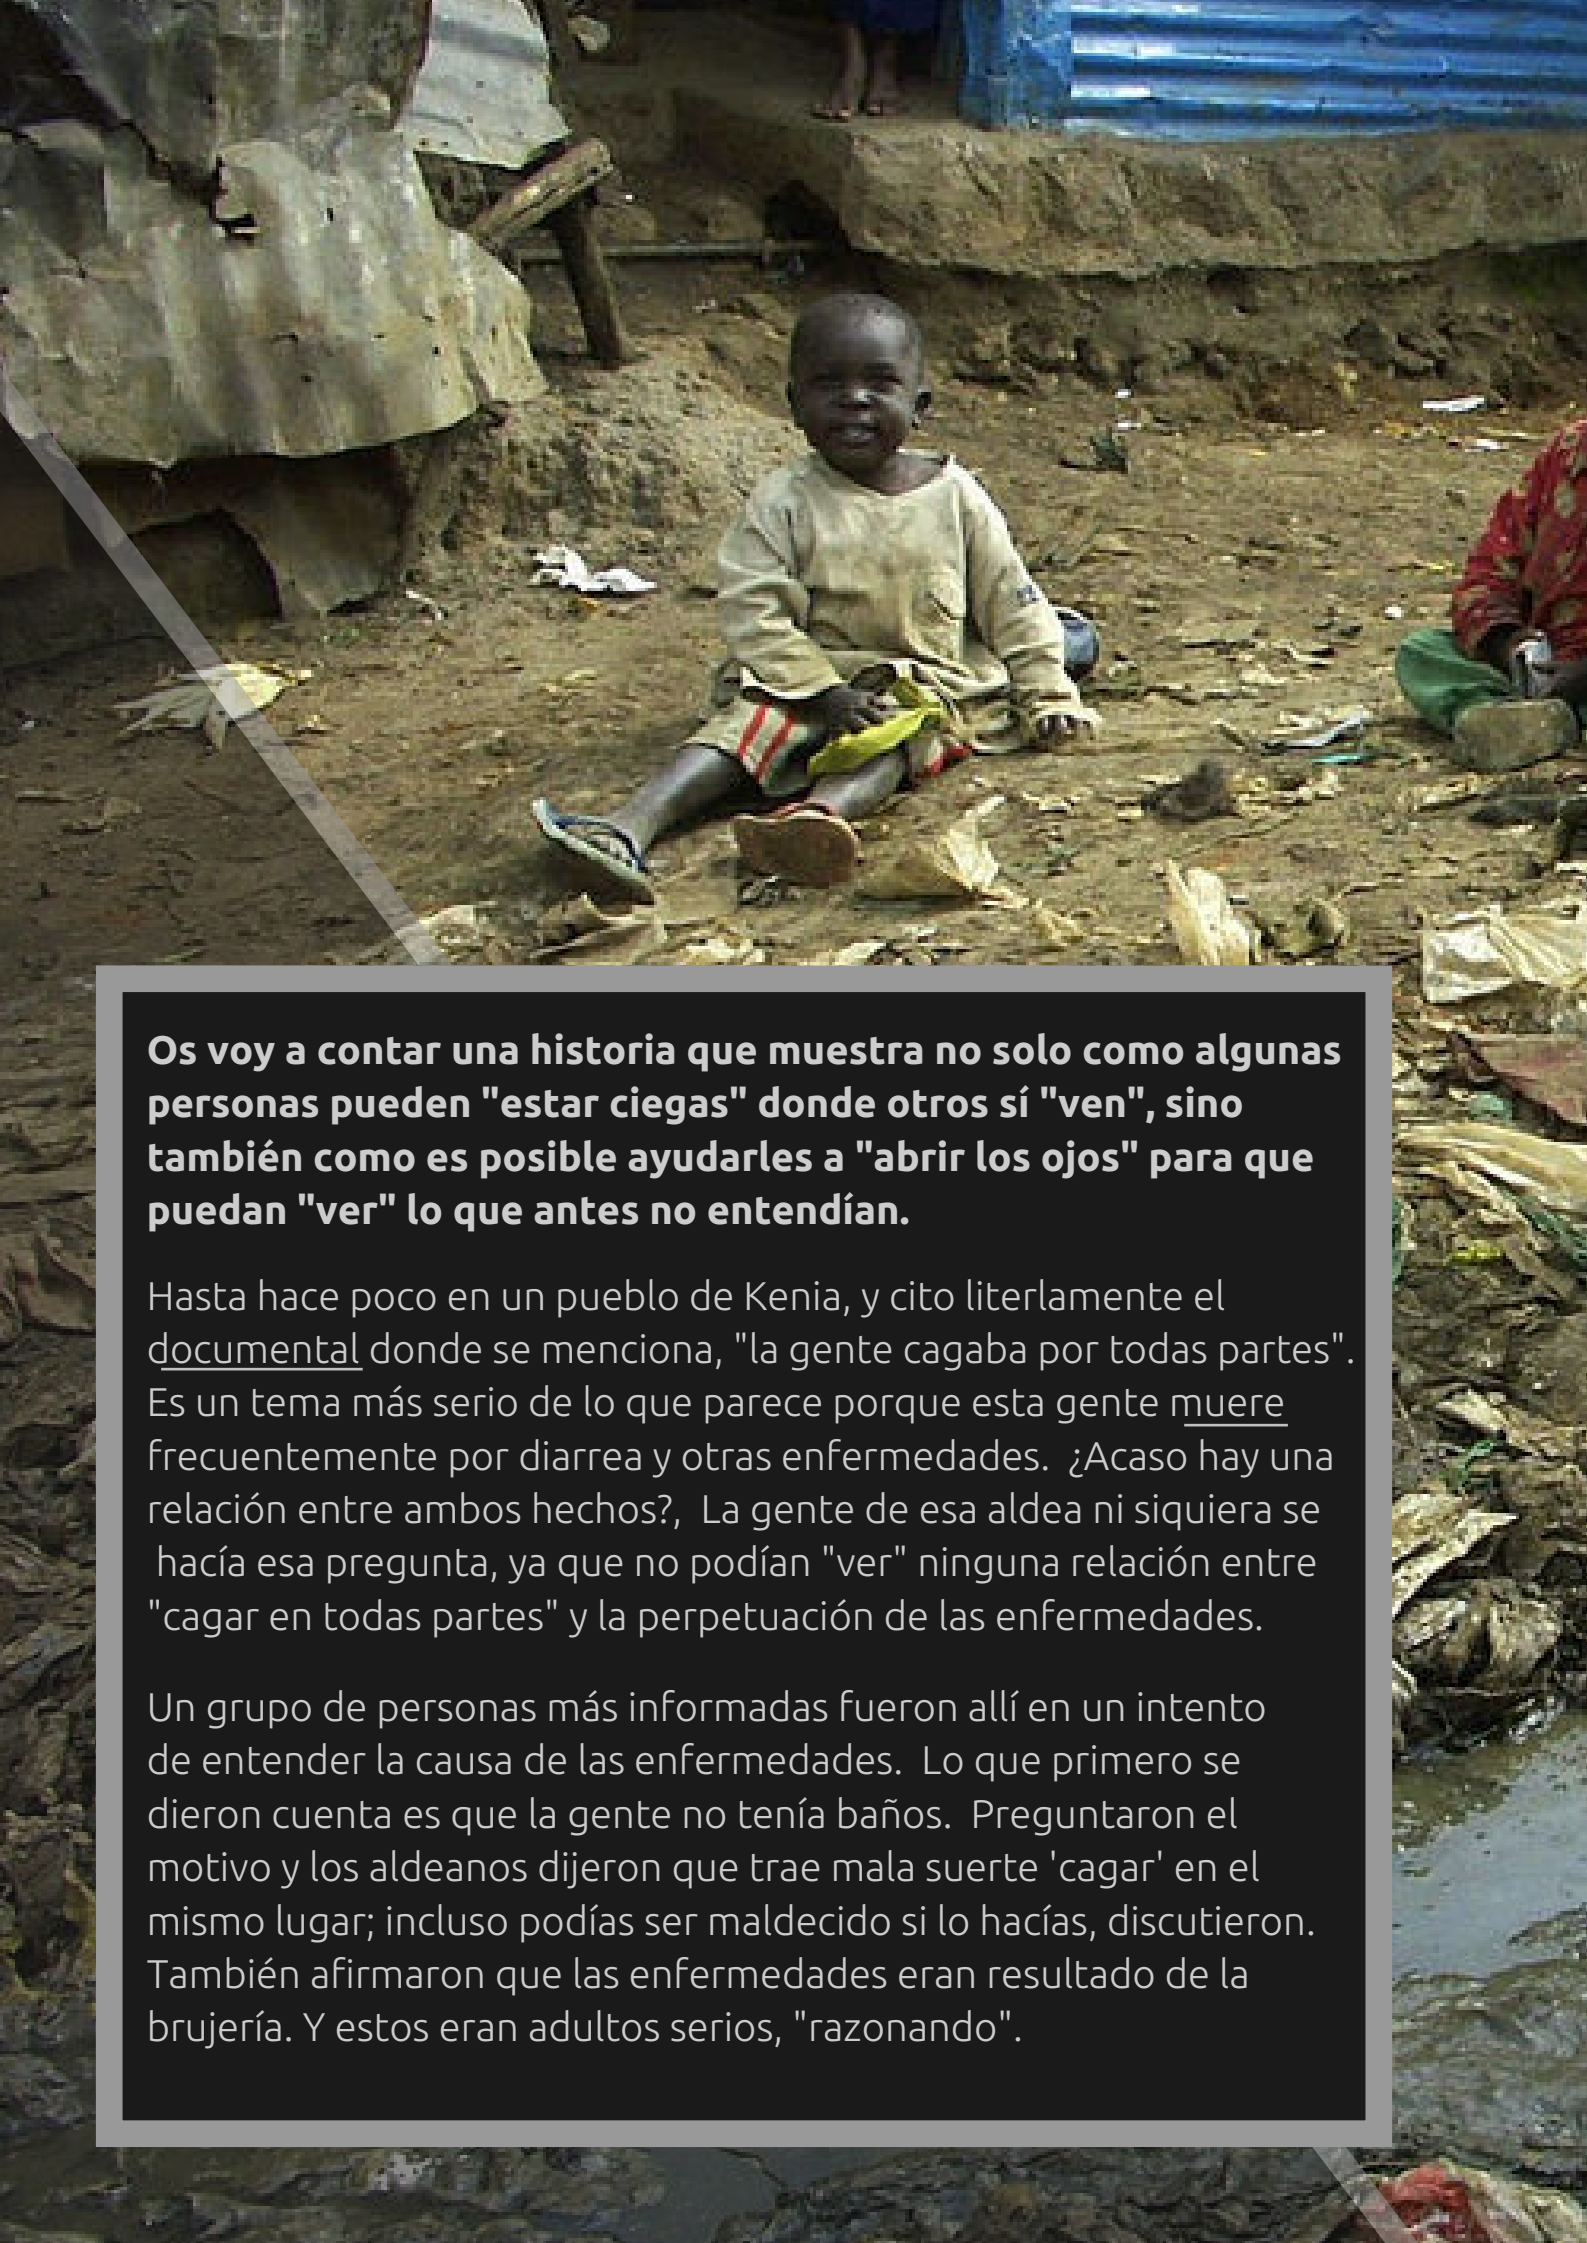 Os voy a contar una historia que muestra no solo como algunas
personas pueden "estar ciegas" donde otros sí "ven", sino
también como es posible ayudarles a "abrir los ojos" para que
puedan "ver" lo que antes no entendían.
Hasta hace poco en un pueblo de Kenia, y cito literlamente el
documental donde se menciona, "la gente cagaba por todas partes".
Es un tema más serio de lo que parece porque esta gente muere
frecuentemente por diarrea y otras enfermedades.  ¿Acaso hay una
relación entre ambos hechos?,  La gente de esa aldea ni siquiera se
hacía esa pregunta, ya que no podían "ver" ninguna relación entre
"cagar en todas partes" y la perpetuación de las enfermedades.
Un grupo de personas más informadas fueron allí en un intento
de entender la causa de las enfermedades.  Lo que primero se
dieron cuenta es que la gente no tenía baños.  Preguntaron el
motivo y los aldeanos dijeron que trae mala suerte 'cagar' en el
mismo lugar; incluso podías ser maldecido si lo hacías, discutieron.
También afirmaron que las enfermedades eran resultado de la
brujería. Y estos eran adultos serios, "razonando".